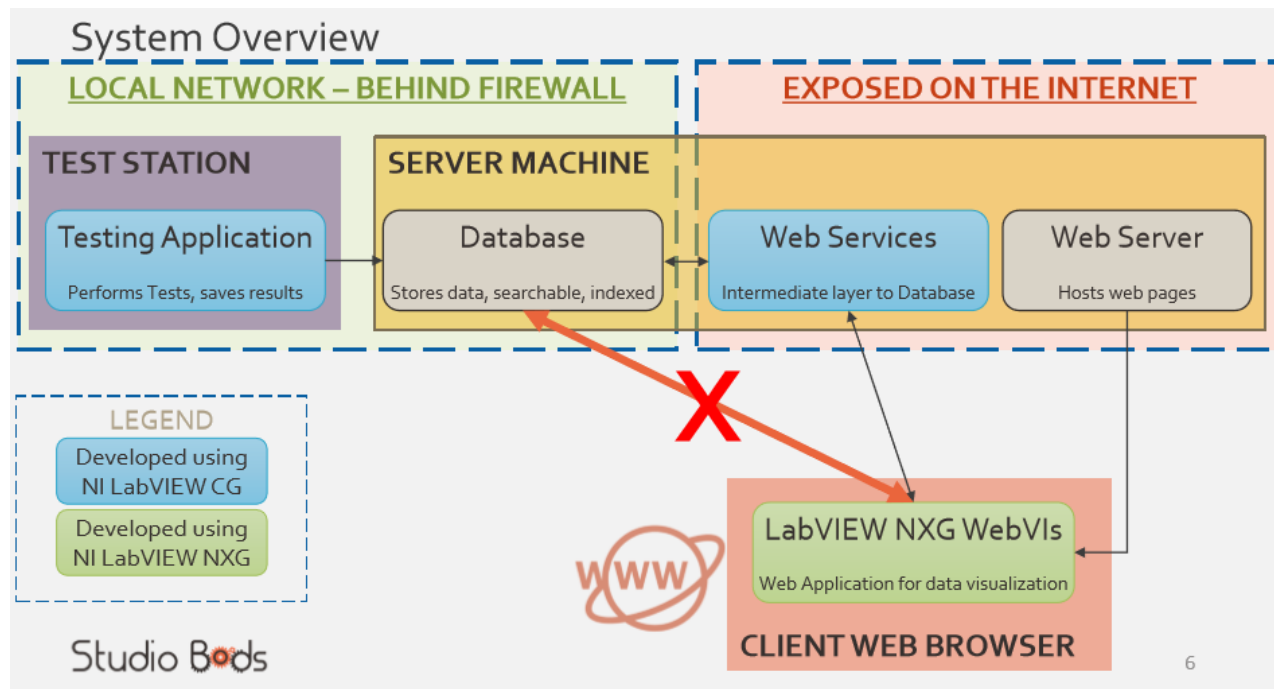 System Overview
LOCAL NETWORK – BEHIND FIREWALL
EXPOSED ON THE INTERNET
TEST STATION
SERVER MACHINE
Testing Application
Performs Tests, saves results
Database
Stores data, searchable, indexed
Web Services
Intermediate layer to Database
Web Server
Hosts web pages
X
LEGEND
Developed using
NI LabVIEW CG
Developed using
NI LabVIEW NXG
WWW
LabVIEW NXG WebVIs
Web Application for data visualization
CLIENT WEB BROWSER
Studio Bods
6